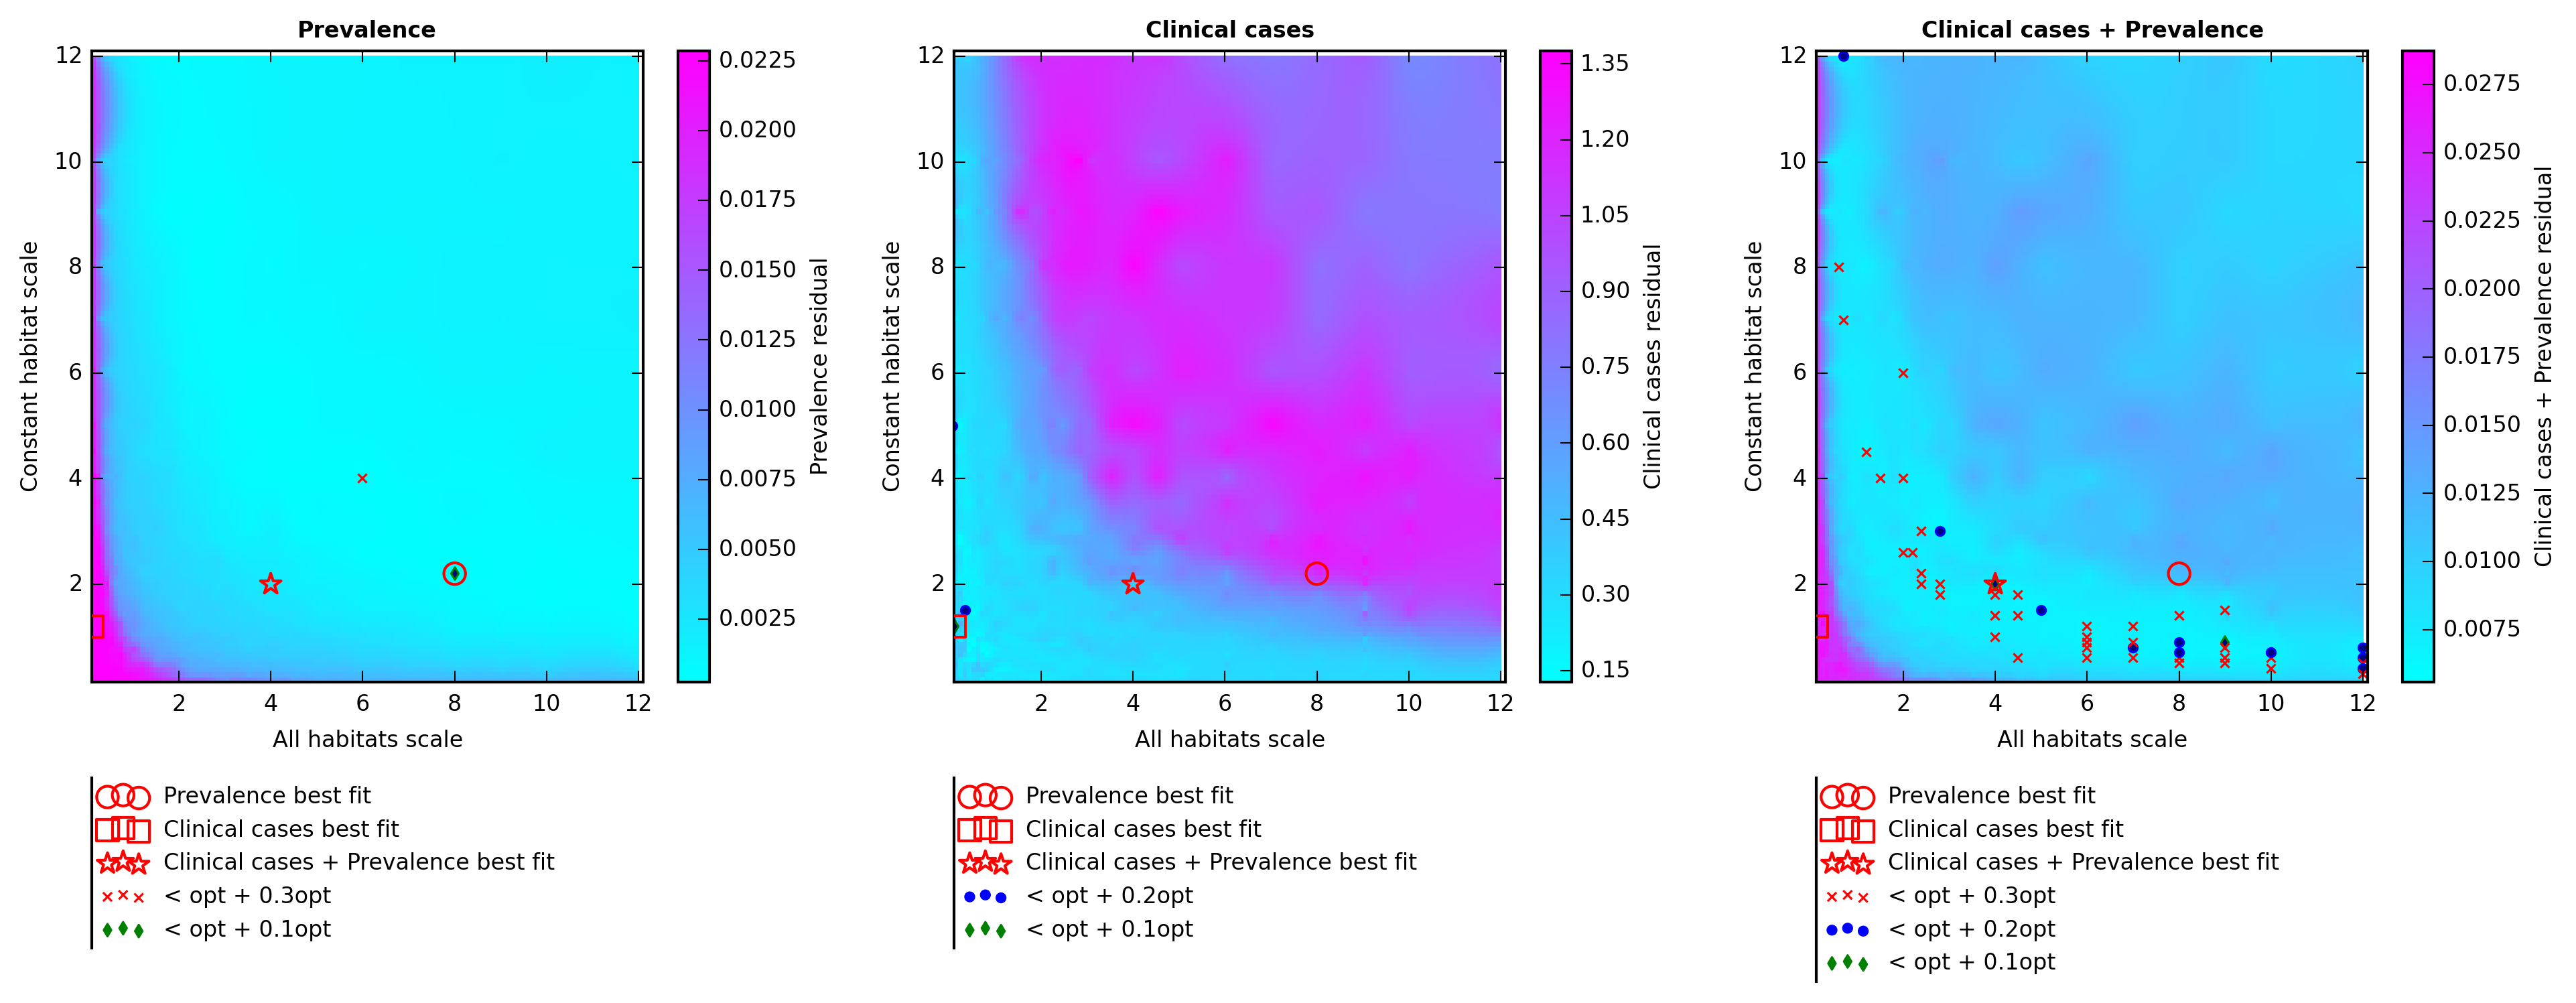 Prevalence
12
10
8
6
4
2
2 4 6 8 10 12
Constant habitat scale
All habitats scale
0.0225
0.0200
0.0175
0.0150
0.0125
0.0100
0.0075
0.0050
0.0025
Prevalence residual
Prevalence best fit
Clinical cases best fit
Clinical cases + Prevalence best fit
< opt + 0.3opt
< opt + 0.1opt
Clinical cases
12
10
8
6
4
2
2 4 6 8 10 12
Constant habitat scale
All habitats scale
1.35
1.20
1.05
0.90
0.75
0.60
0.45
0.30
0.15
Clinical cases residual
Prevalence best fit
Clinical cases best fit
Clinical cases + Prevalence best fit
< opt + 0.2opt
< opt + 0.1opt
Clinical cases + Prevalence
12
10
8
6
4
2
2 4 6 8 10 12
Constant habitat scale
All habitats scale
0.0275
0.0250
0.0225
0.0200
0.0175
0.0150
0.0125
0.0100
0.0075
Clinical cases + Prevalence residual
Prevalence best fit
Clinical cases best fit
Clinical cases + Prevalence best fit
< opt + 0.3opt
< opt + 0.2opt
< opt + 0.1opt